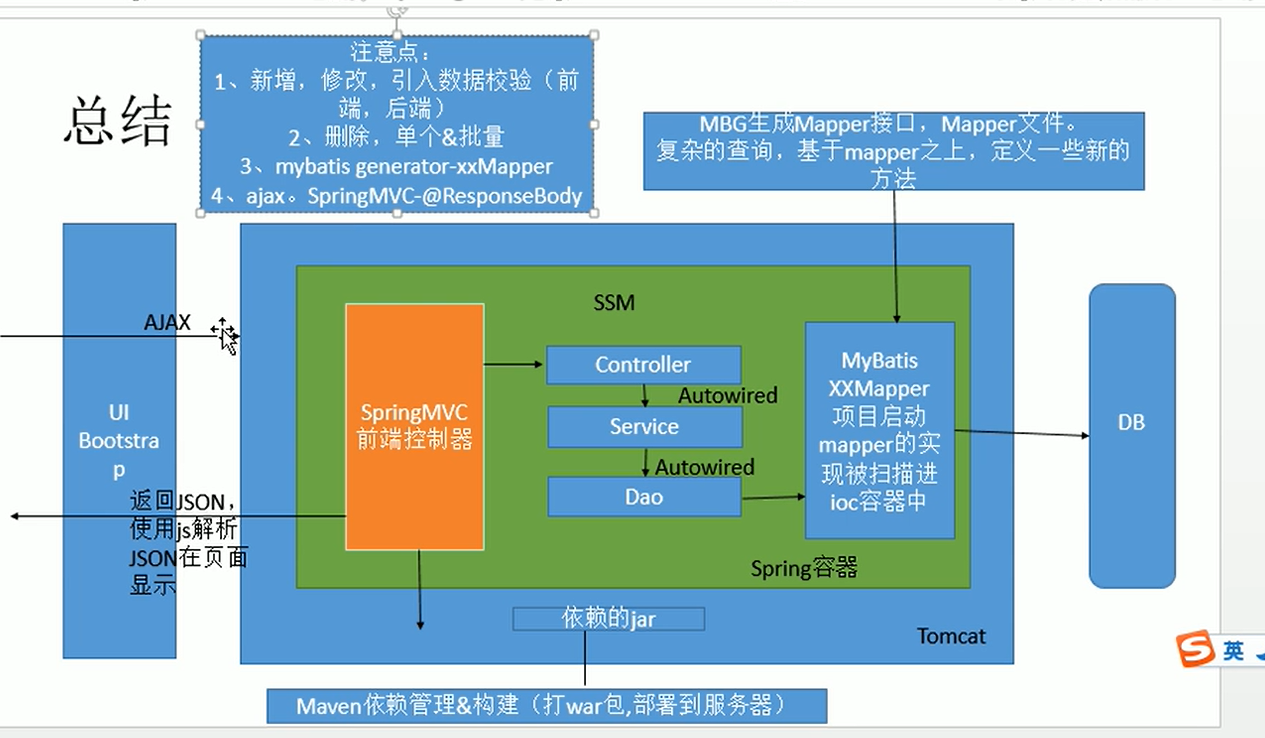 总结
注意点：
1、新增，修改，引入数据校验（前
端，后端）
2、删除，单个&批量
3、mybatis generator-xxMapper
4、ajax。SpringMVC-@ResponseBody
MBG生成Mapper接口，Mapper文件。
复杂的查询，基于mapper之上，定义一些新的
方法
AJAX
UI
Bootstra
p
返回JSON，
使用js解析
JSON在页面
显示
SSM
SpringMVC
前端控制器
Controller
Autowired
Service
Autowired
Dao
MyBatis
XXMapper
项目启动
mapper的实
现被扫描进
ioc容器中
DB
Spring容器
依赖的jar
Tomcat
Maven依赖管理&构建（打war包,部署到服务器）
英